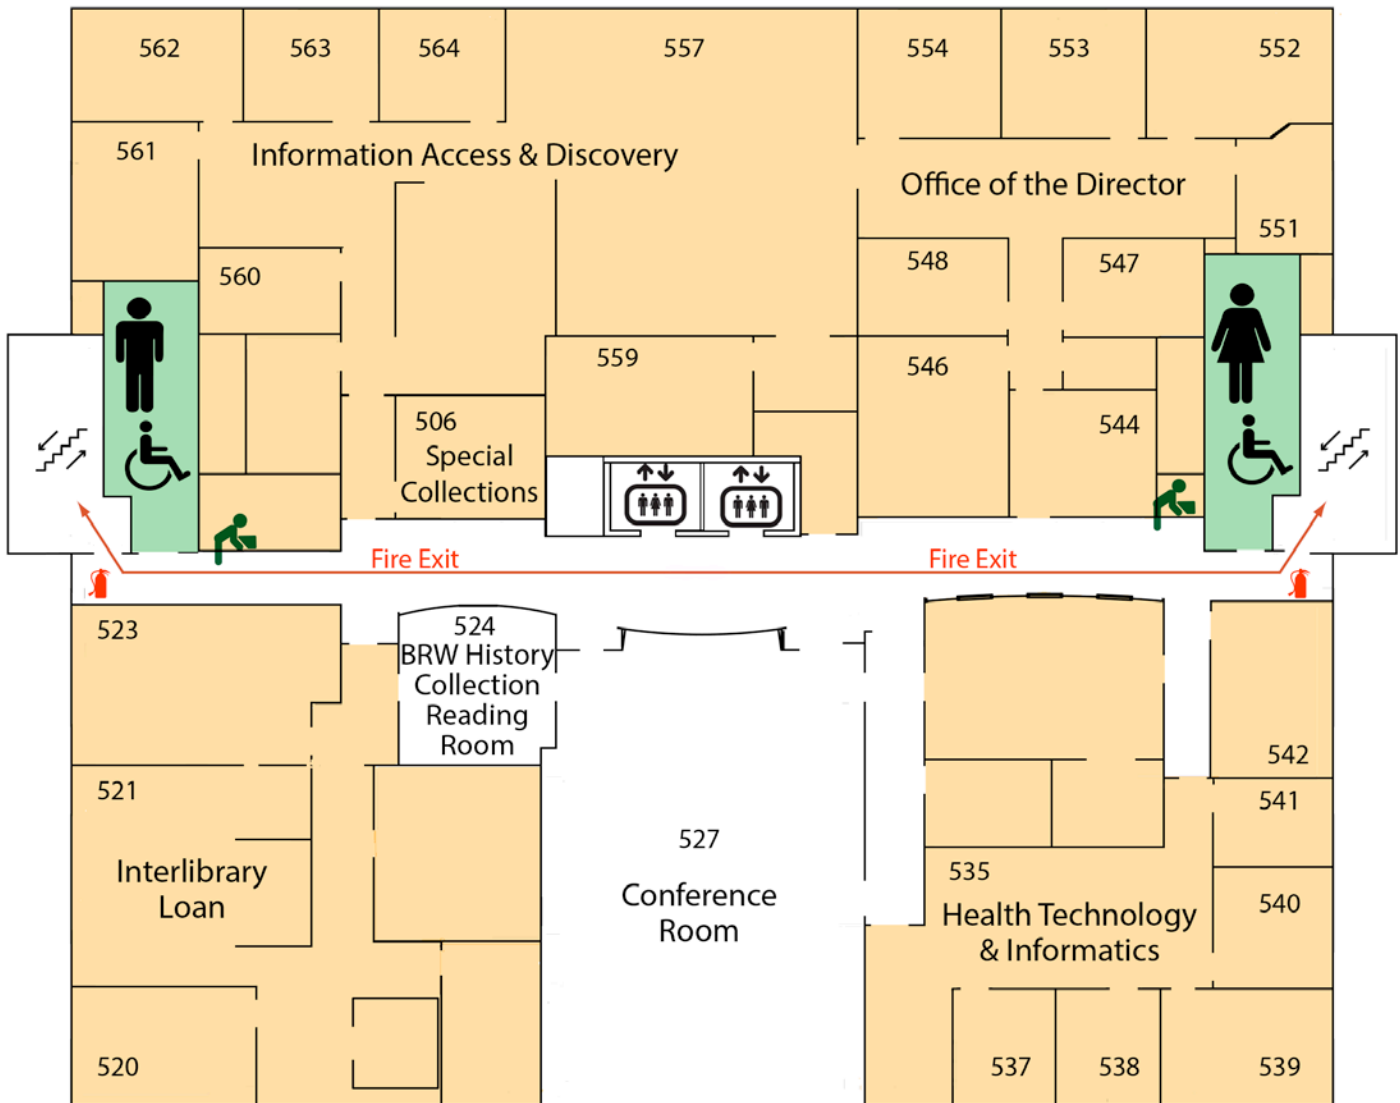 562
563
564
557
554
553
552
561
Information Access & Discovery
Office of the Director
551
560
548
547
559
546
506
Special
Collections
544
Fire Exit
Fire Exit
523
524
BRW History
Collection
Reading
Room
542
521
541
527
535
Interlibrary
Loan
Conference
Room
540
Health Technology
& Informatics
520
537
538
539